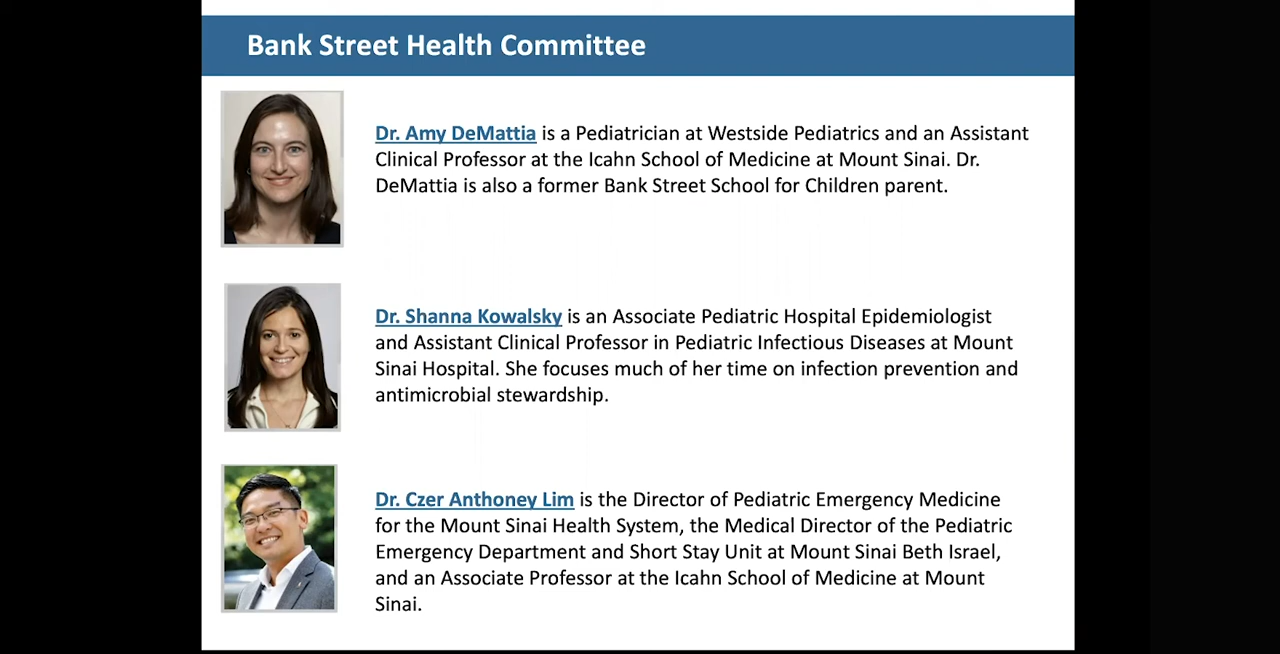 Bank Street Health Committee
Dr. Amy DeMattia is a Pediatrician at Westside Pediatrics and an Assistant
Clinical Professor at the Icahn School of Medicine at Mount Sinai. Dr.
DeMattia is also a former Bank Street School for Children parent.
Dr. Shanna Kowalsky is an Associate Pediatric Hospital Epidemiologist
and Assistant Clinical Professor in Pediatric Infectious Diseases at Mount
Sinai Hospital. She focuses much of her time on infection prevention and
antimicrobial stewardship.
Dr. Czer Anthoney Lim is the Director of Pediatric Emergency Medicine
for the Mount Sinai Health System, the Medical Director of the Pediatric
Emergency Department and Short Stay Unit at Mount Sinai Beth Israel,
and an Associate Professor at the Icahn School of Medicine at Mount
Sinai.